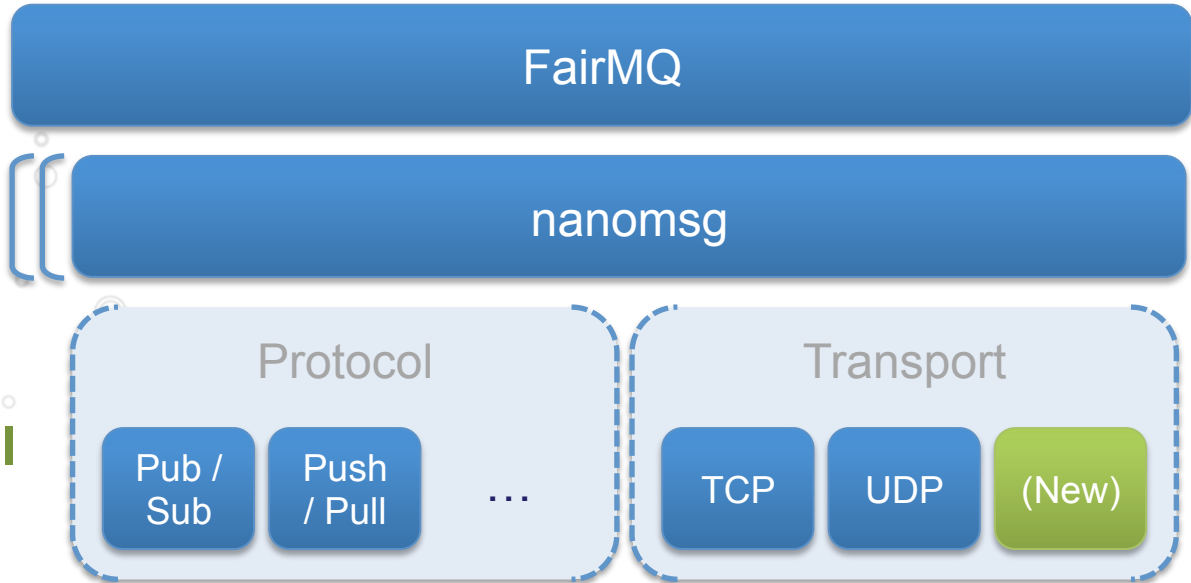 FairMQ
nanomsg
Protocol
Transport
Pub /
Sub
Push
/ Pull
...
TCP
UDP
(New)